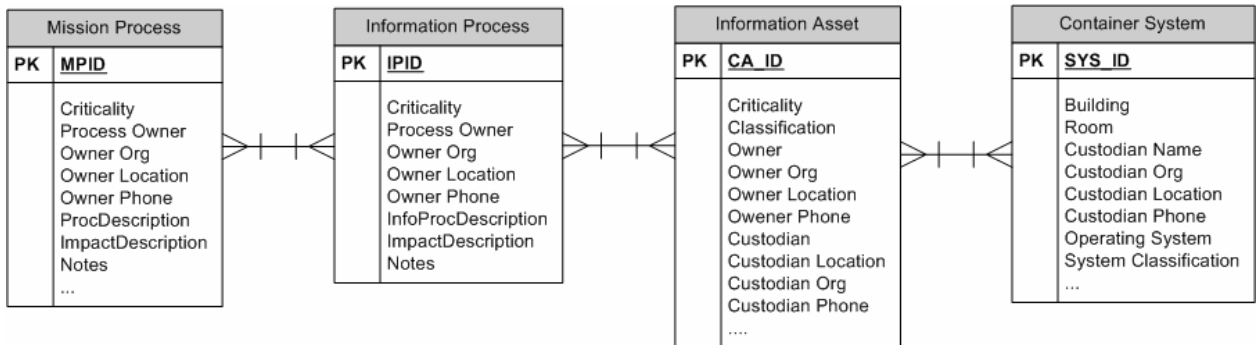 Mission Process
PK MPID
Criticality
Process Owner
Owner Org
Owner Location
Owner Phone
ProcDescription
ImpactDescription
Notes
...
Information Process
PK IPID
Criticality
Process Owner
Owner Org
Owner Location
Owner Phone
InfoProcDescription
ImpactDescription
Notes
...
Information Asset
PK CA_ID
Criticality
Classification
Owner
Owner Org
Owner Location
Owener Phone
Custodian
Custodian Location
Custodian Org
Custodian Phone
....
Container System
PK SYS_ID
Building
Room
Custodian Name
Custodian Org
Custodian Location
Custodian Phone
Operating System
System Classification
...